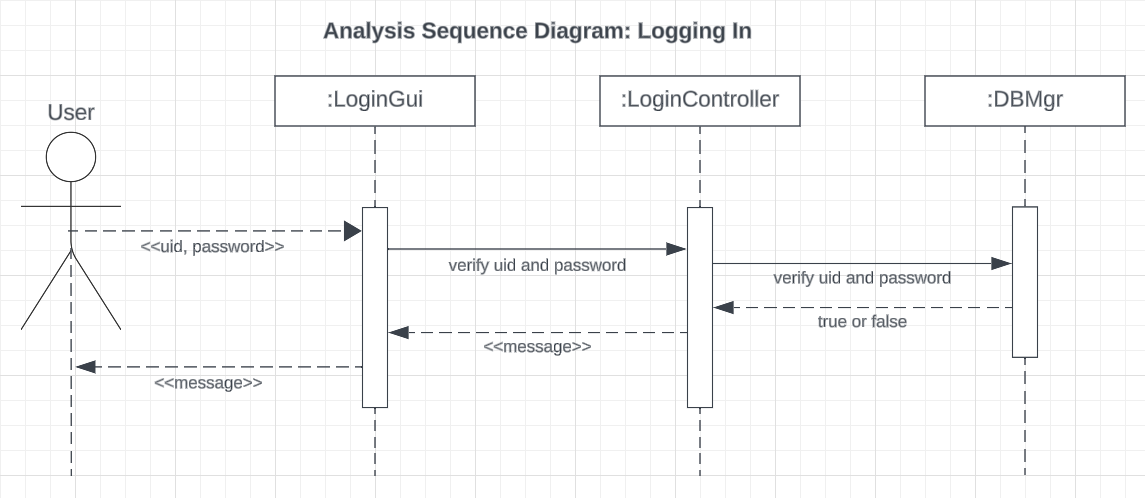 Analysis Sequence Diagram: Logging In
User
:LoginGui
:LoginController
:DBMgr
<<uid, password>>
verify uid and password
verify uid and password
true or false
<<message>>
<<message>>